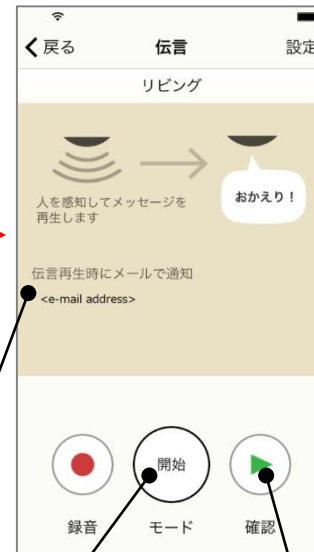 戻る 伝言 設定
リビング
人を感知してメッセージを
再生します
おかえり！
伝言再生時にメールで通知
<e-mail address>
開始
録音 モード 確認